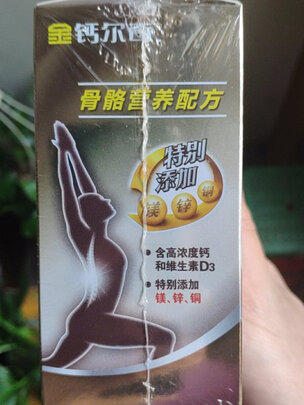 金钙尔奇
骨骼营养配方
特别
添加
镁 锌 铜
• 含高浓度钙
和维生素D3
• 特别添加
镁、锌、铜